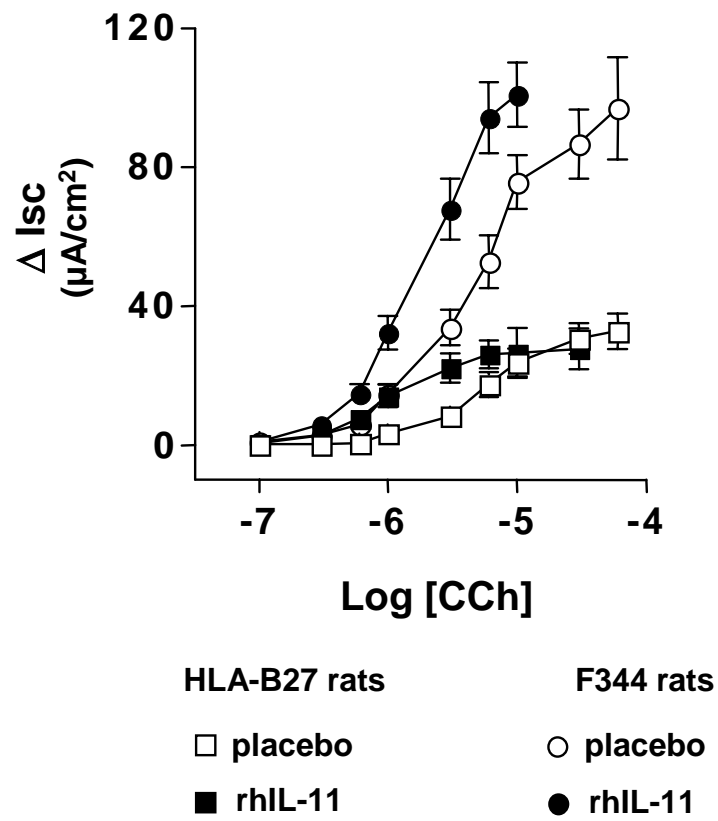 120
80
40
0
Δ Isc
(µA/cm²)
-7 -6 -5 -4
Log [CCh]
HLA-B27 rats F344 rats
placebo placebo
rhIL-11 rhIL-11